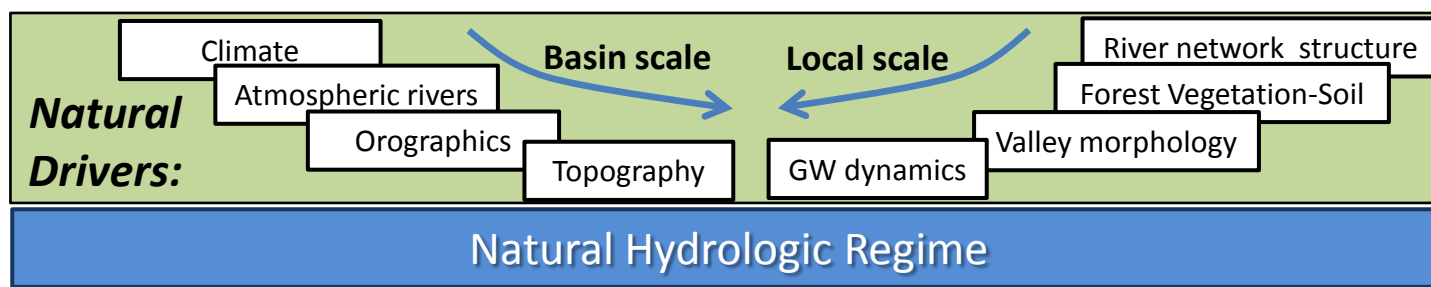 Climate
Atmospheric rivers
Orographics
Topography
Basin scale
Local scale
River network structure
Forest Vegetation-Soil
Valley morphology
GW dynamics
Natural
Drivers:
Natural Hydrologic Regime